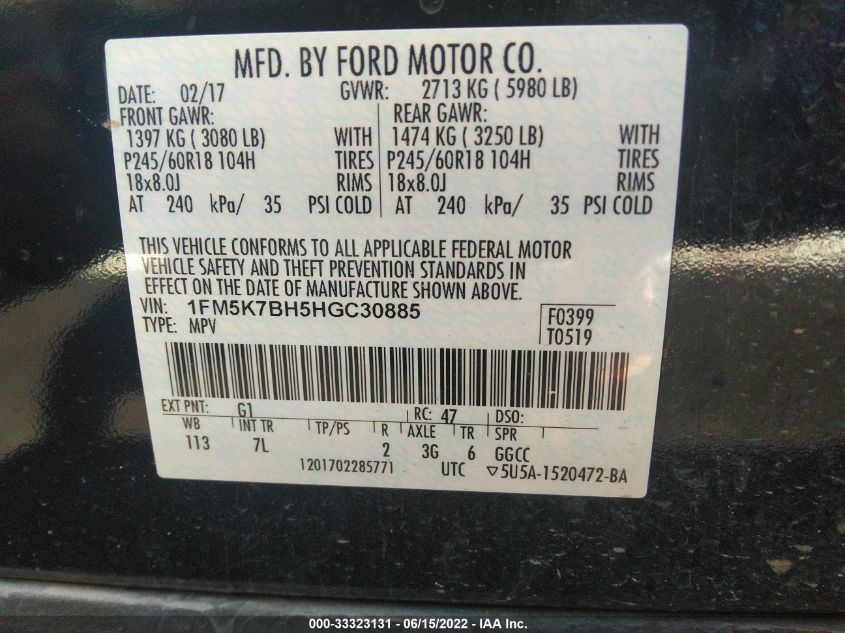 MFD. BY FORD MOTOR CO.
DATE: 02/17 GVWR: 2713 KG ( 5980 LB)
FRONT GAWR: REAR GAWR:
1397 KG ( 3080 LB) WITH 1474 KG ( 3250 LB) WITH
P245/60R18 104H TIRES P245/60R18 104H TIRES
18x8.0J RIMS 18x8.0J RIMS
AT 240 kPa/ 35 PSI COLD AT 240 kPa/ 35 PSI COLD
THIS VEHICLE CONFORMS TO ALL APPLICABLE FEDERAL MOTOR
VEHICLE SAFETY AND THEFT PREVENTION STANDARDS IN
EFFECT ON THE DATE OF MANUFACTURE SHOWN ABOVE.
VIN: 1FM5K7BH5HGC30885 F0399
TYPE: MPV T0519
EXT PNT: G1 RC: 47 DSO:
WB INT TR TP/PS R AXLE TR SPR
113 7L 2 3G 6 GGCC
1201702285771 UTC ▽5U5A-1520472-BA
000-33323131 - 06/15/2022 - IAA Inc.